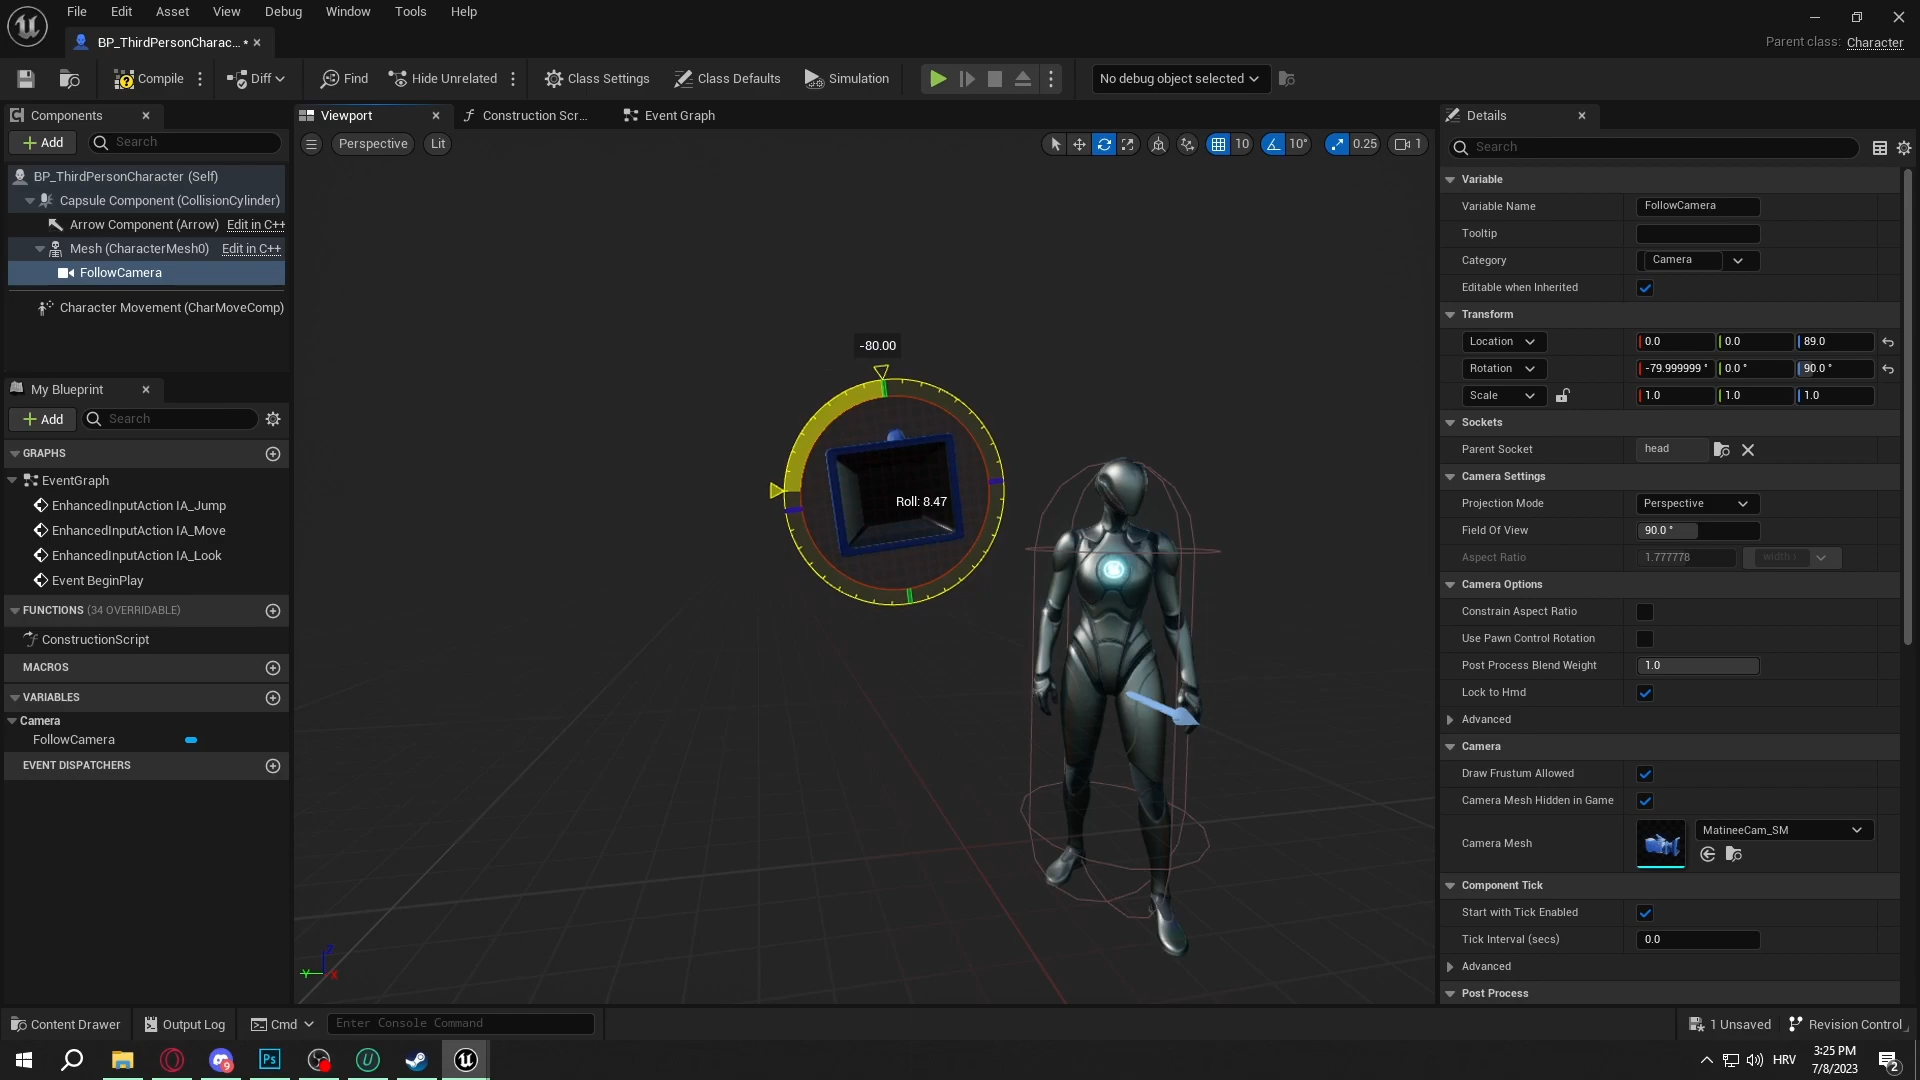 File Edit Asset View Debug Window Tools Help
BP_ThirdPersonCharac... •
Parent class: Character
Compile Diff Find Hide Unrelated Class Settings Class Defaults Simulation No debug object selected
Components
Add Search
BP_ThirdPersonCharacter (Self)
Capsule Component (CollisionCylinder)
Arrow Component (Arrow) Edit in C++
Mesh (CharacterMesh0) Edit in C++
FollowCamera
Character Movement (CharMoveComp)
My Blueprint
Add Search
GRAPHS
EventGraph
EnhancedInputAction IA_Jump
EnhancedInputAction IA_Move
EnhancedInputAction IA_Look
Event BeginPlay
FUNCTIONS (34 OVERRIDABLE)
ConstructionScript
MACROS
VARIABLES
Camera
FollowCamera
EVENT DISPATCHERS
Viewport Construction Scr... Event Graph
Perspective Lit 10 10° 0.25 1
-80.00
Roll: 8.47
Z
Y X
Details
Search
Variable
Variable Name FollowCamera
Tooltip
Category Camera
Editable when Inherited
Transform
Location 0.0 0.0 89.0
Rotation -79.999999 ° 0.0 ° 90.0 °
Scale 1.0 1.0 1.0
Sockets
Parent Socket head
Camera Settings
Projection Mode Perspective
Field Of View 90.0 °
Aspect Ratio 1.777778
Camera Options
Constrain Aspect Ratio
Use Pawn Control Rotation
Post Process Blend Weight 1.0
Lock to Hmd
Advanced
Camera
Draw Frustum Allowed
Camera Mesh Hidden in Game
Camera Mesh MatineeCam_SM
Component Tick
Start with Tick Enabled
Tick Interval (secs) 0.0
Advanced
Post Process
Content Drawer Output Log Cmd Enter Console Command 1 Unsaved Revision Control
9 Ps HRV 3:25 PM
7/8/2023 2